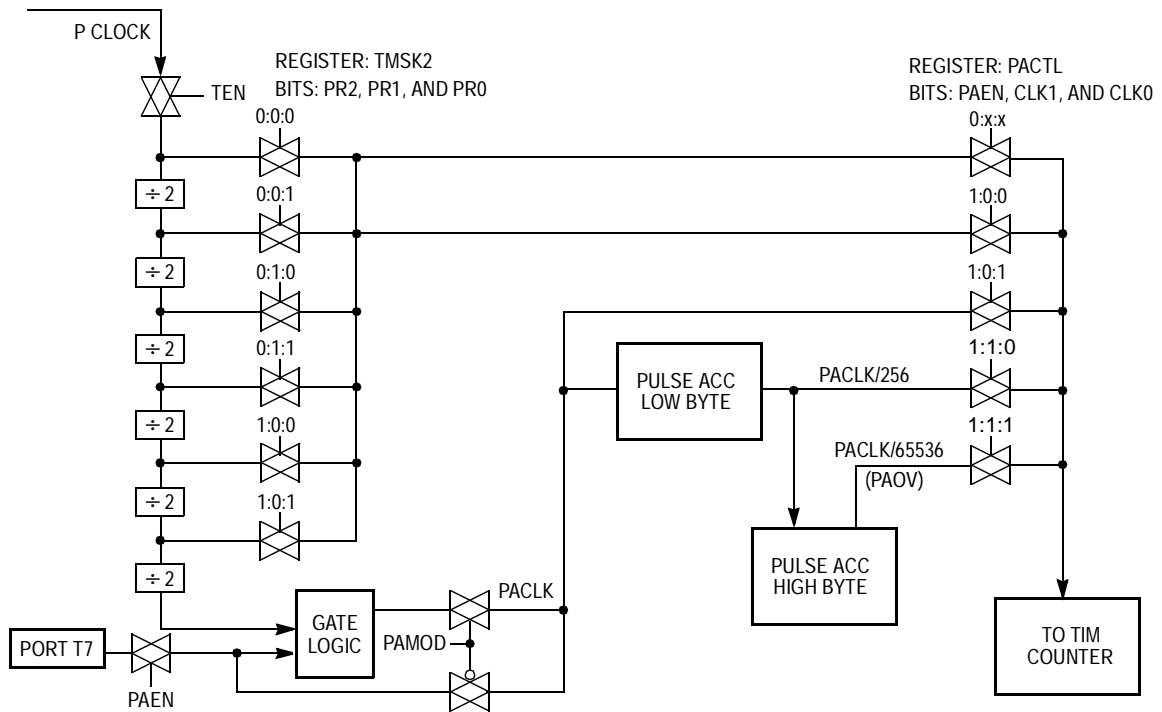 P CLOCK
REGISTER: TMSK2
BITS: PR2, PR1, AND PR0
REGISTER: PACTL
BITS: PAEN, CLK1, AND CLK0
TEN
0:0:0
0:x:x
÷ 2
0:0:1
1:0:0
÷ 2
0:1:0
1:0:1
÷ 2
0:1:1
PULSE ACC
LOW BYTE
PACLK/256
1:1:0
÷ 2
1:0:0
PACLK/65536
(PAOV)
1:1:1
÷ 2
1:0:1
PULSE ACC
HIGH BYTE
÷ 2
GATE
LOGIC
PACLK
PORT T7
PAMOD
PAEN
TO TIM
COUNTER